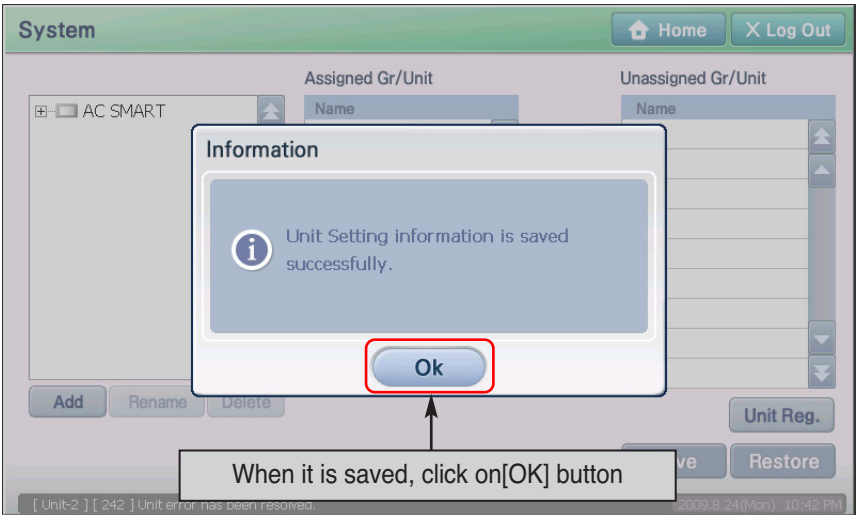 System
Home
X Log Out
Assigned Gr/Unit
Unassigned Gr/Unit
AC SMART
Name
Name
Information
Unit Setting information is saved
successfully.
Ok
Add
Rename
Delete
Unit Reg.
When it is saved, click on[OK] button
Restore
[ Unit-2 ] [ 242 ] Unit error has been resolved.
2009.8.24(Mon) 10:42 PM